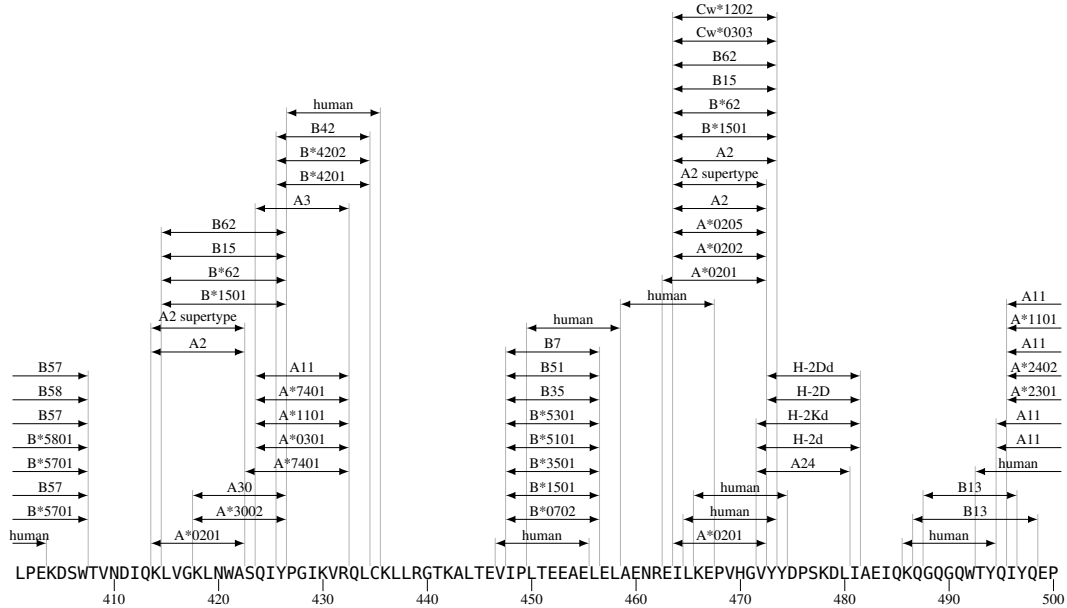 Cw*1202
Cw*0303
B62
B15
human B*62
B42 B*1501
B*4202 A2
B*4201 A2 supertype
A3 A2
B62 A*0205
B15 A*0202
B*62 A*0201
B*1501 human A11
A2 supertype human A*1101
A2 B7 A11
B57 A11 B51 H-2Dd A*2402
B58 A*7401 B35 H-2D A*2301
B57 A*1101 B*5301 H-2Kd A11
B*5801 A*0301 B*5101 H-2d A11
B*5701 A*7401 B*3501 A24 human
B57 A30 B*1501 human B13
B*5701 A*3002 B*0702 human B13
human A*0201 human A*0201 human
LPEKDSWTVNDIQKLVGKLNWASQIYPGIKVRQLCKLLRGTKALTEVIPLTEEAELELAENREILKEPVHGVYYDPSKDLIAEIQKQGQGQWTYQIYQEP
410 420 430 440 450 460 470 480 490 500